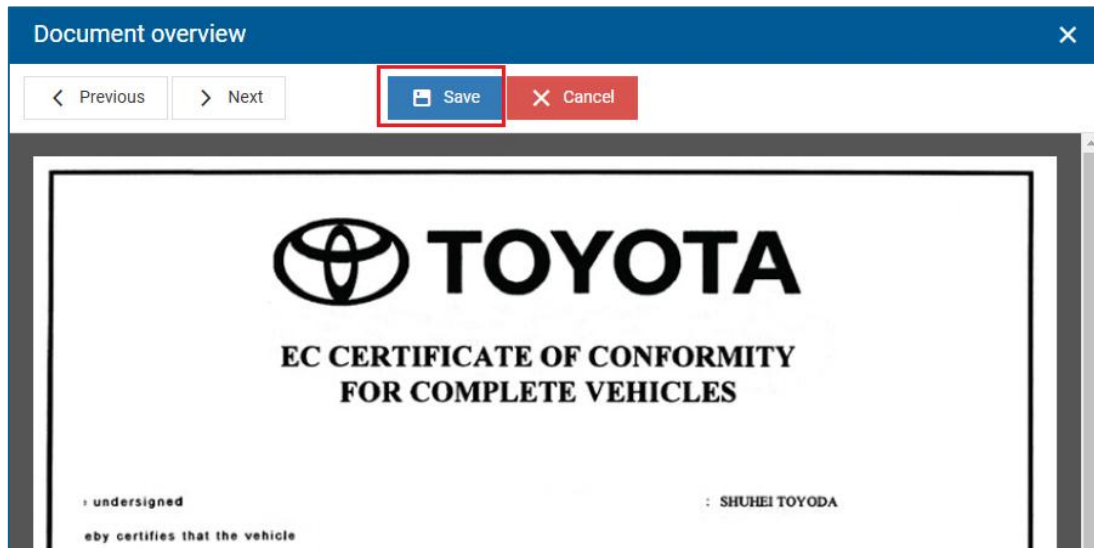 Document overview
Previous Next Save Cancel
TOYOTA
EC CERTIFICATE OF CONFORMITY
FOR COMPLETE VEHICLES
undersigned : SHUHEI TOYODA
eby certifies that the vehicle